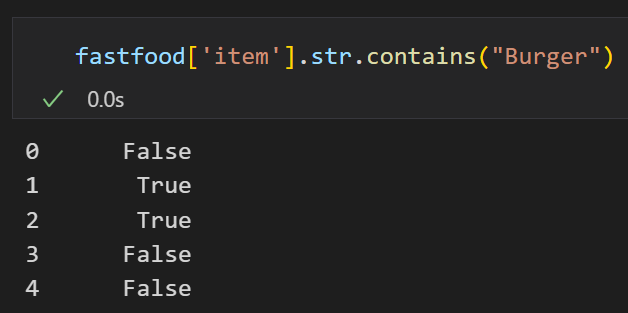 fastfood['item'].str.contains("Burger")
0.0s
0 False
1 True
2 True
3 False
4 False